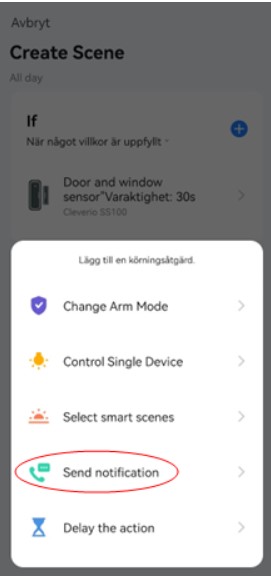 Avbryt
Create Scene
All day
If
När något villkor är uppfyllt
Door and window
sensor"Varaktighet: 30s
Cleverio SS100
Lägg till en körningsåtgärd.
Change Arm Mode
Control Single Device
Select smart scenes
Send notification
Delay the action